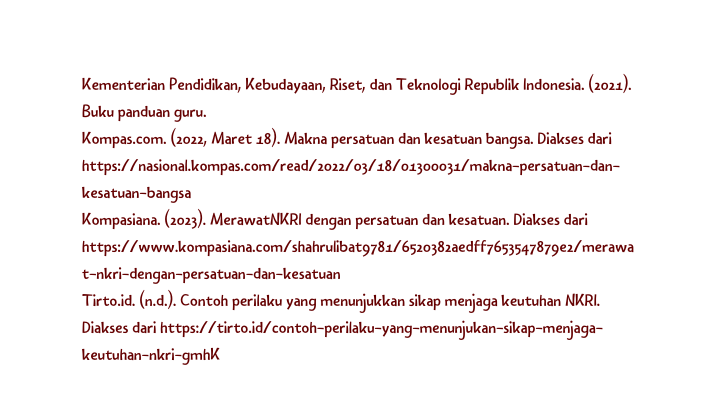 Kementerian Pendidikan, Kebudayaan, Riset, dan Teknologi Republik Indonesia. (2021).
Buku panduan guru.
Kompas.com. (2022, Maret 18). Makna persatuan dan kesatuan bangsa. Diakses dari
https://nasional.kompas.com/read/2022/03/18/01300031/makna-persatuan-dan-
kesatuan-bangsa
Kompasiana. (2023). MerawatNKRI dengan persatuan dan kesatuan. Diakses dari
https://www.kompasiana.com/shahrulibat9781/6520382aedff7653547879e2/merawa
t-nkri-dengan-persatuan-dan-kesatuan
Tirto.id. (n.d.). Contoh perilaku yang menunjukkan sikap menjaga keutuhan NKRI.
Diakses dari https://tirto.id/contoh-perilaku-yang-menunjukan-sikap-menjaga-
keutuhan-nkri-gmhK